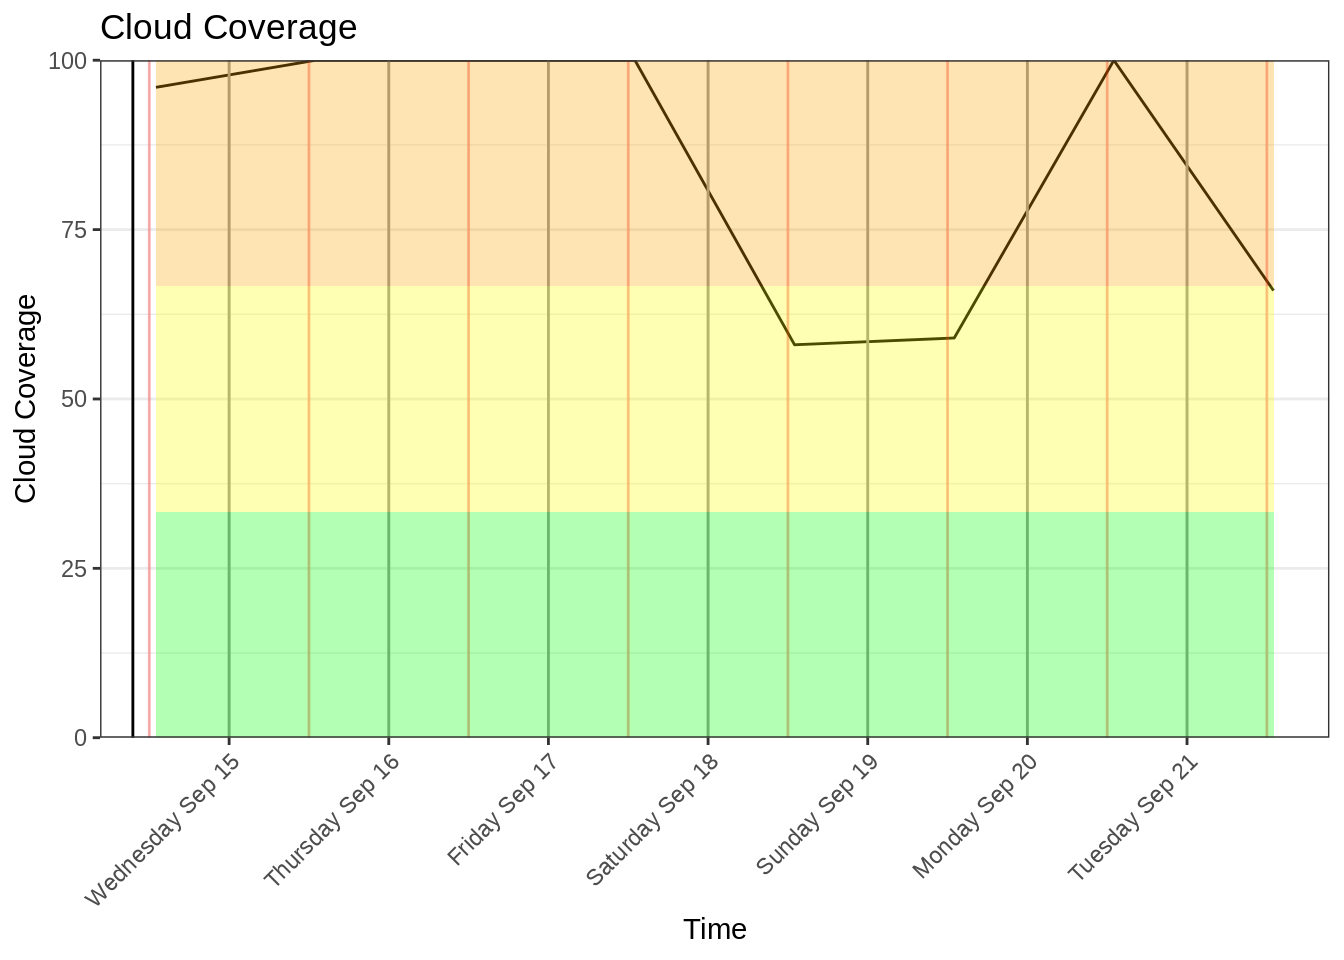 Cloud Coverage
100
75
50
25
0
Cloud Coverage
Wednesday Sep 15
Thursday Sep 16
Friday Sep 17
Saturday Sep 18
Sunday Sep 19
Monday Sep 20
Tuesday Sep 21
Time